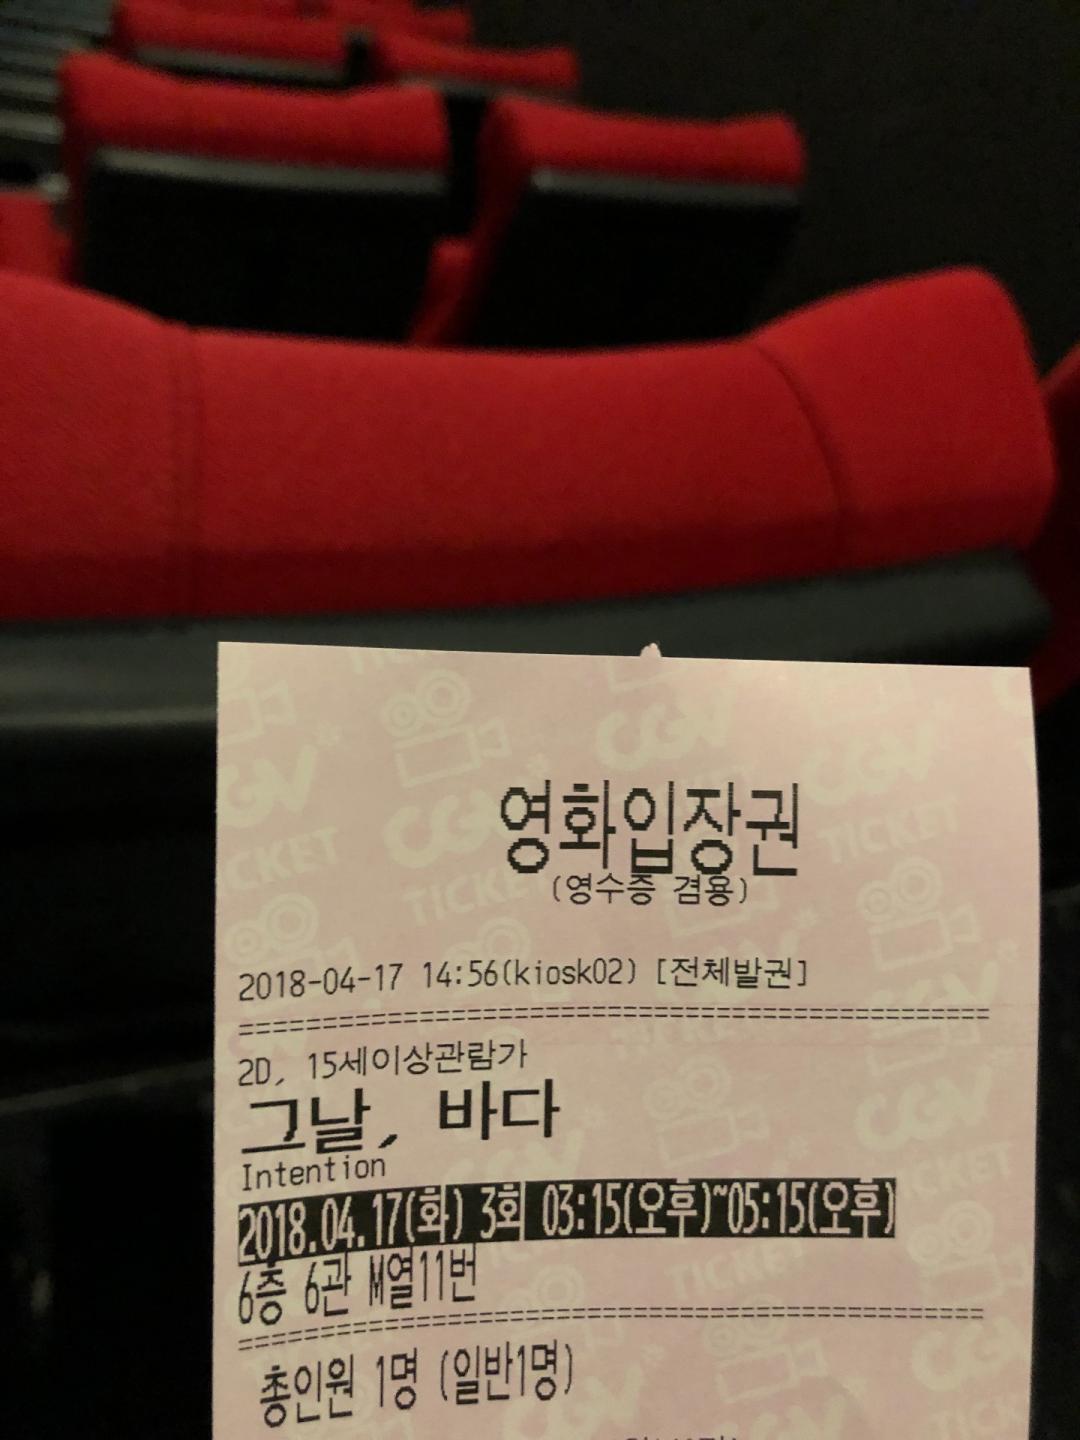 영화입장권
(영수증 겸용)
2018-04-17 14:56(kiosk02) [전체발권]
==========================================
2D, 15세이상관람가
그날, 바다
Intention
2018.04.17(화) 3회 03:15(오후)~05:15(오후)
6층 6관 M열11번
==========================================
총인원 1명 (일반1명)
CGV
TICKET